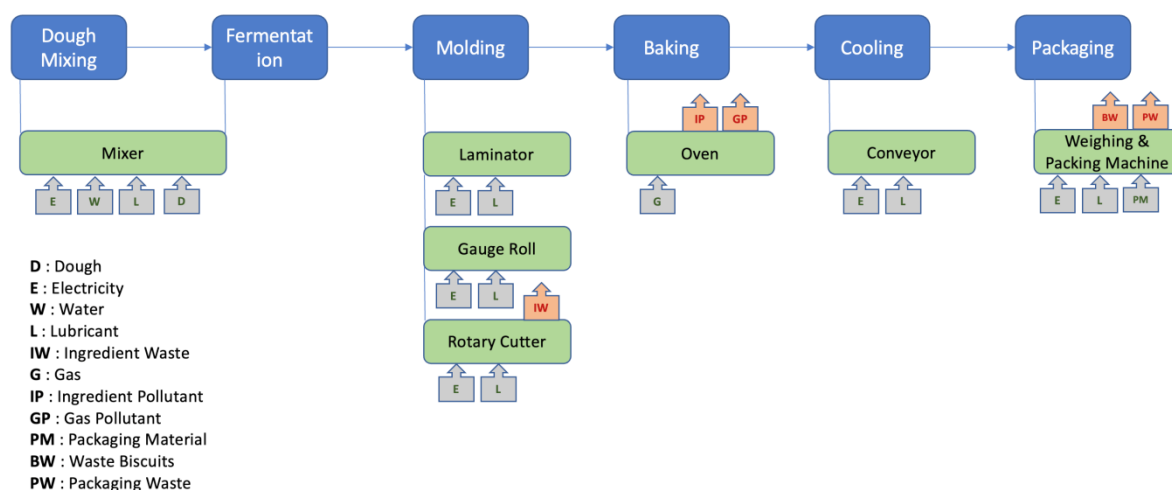 Dough
Mixing
Fermentat
ion
Molding
Baking
Cooling
Packaging
IP
GP
BW
PW
Mixer
Laminator
Oven
Conveyor
Weighing &
Packing Machine
E
W
L
D
E
L
G
E
L
E
L
PM
Gauge Roll
E
L
IW
Rotary Cutter
E
L
D : Dough
E : Electricity
W : Water
L : Lubricant
IW : Ingredient Waste
G : Gas
IP : Ingredient Pollutant
GP : Gas Pollutant
PM : Packaging Material
BW : Waste Biscuits
PW : Packaging Waste